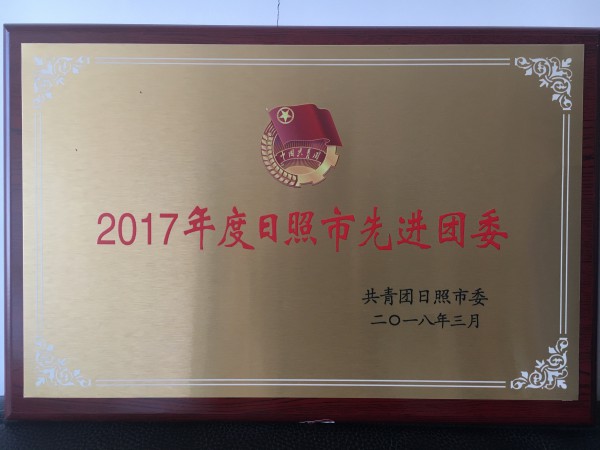 中国共青团
2017年度日照市先进团委
共青团日照市委
二〇一八年三月